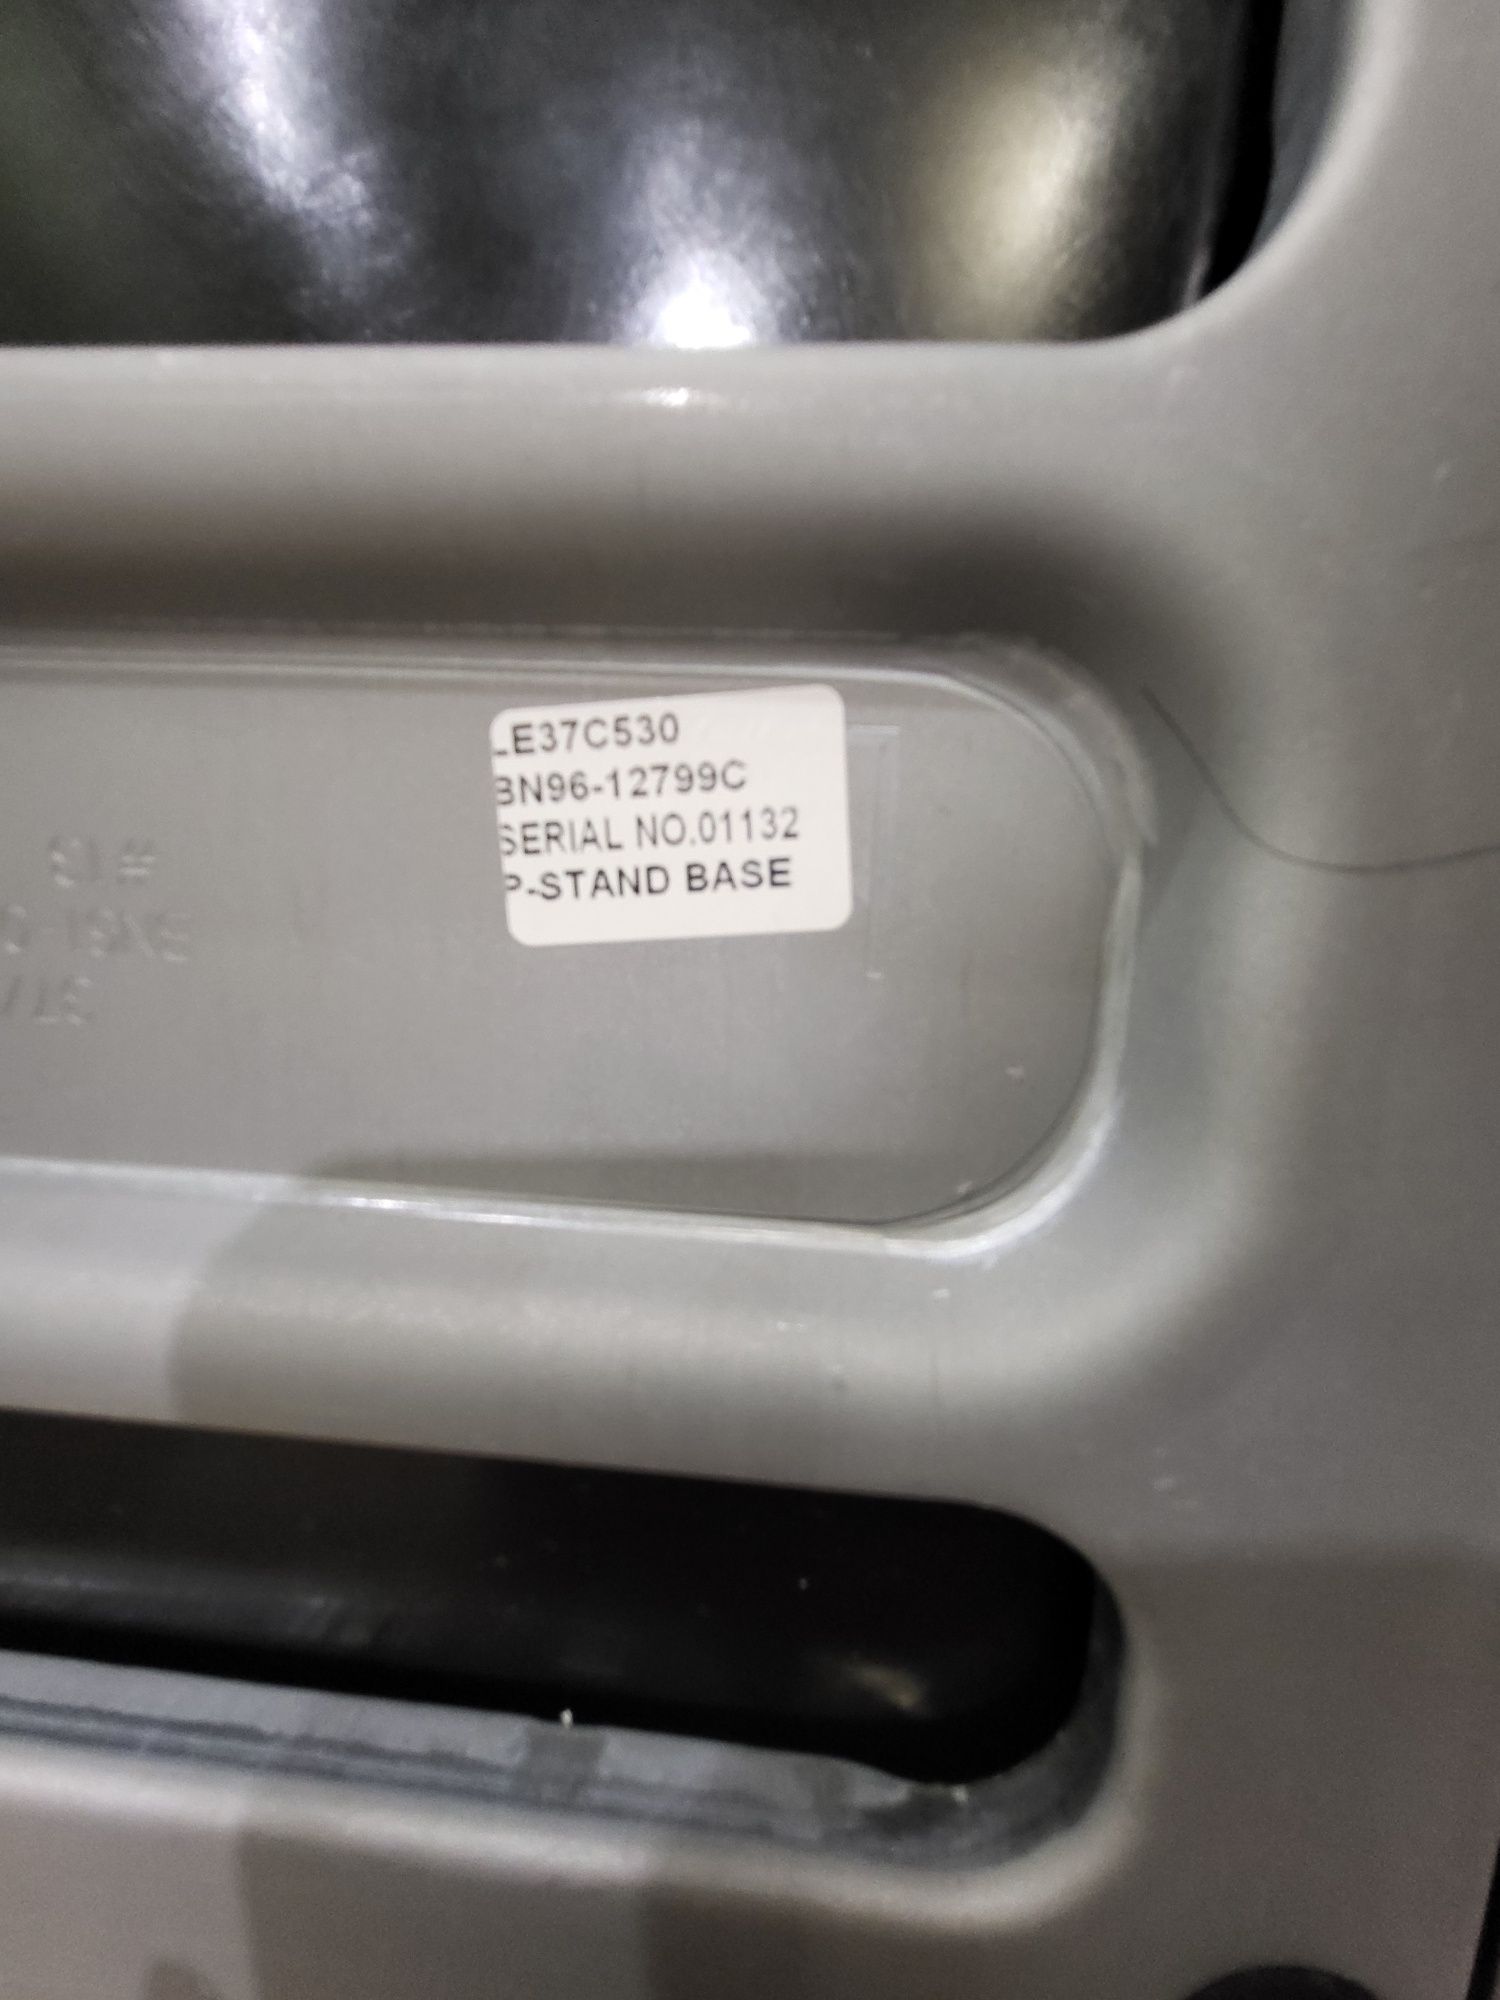 LE37C530
BN96-12799C
SERIAL NO.01132
P-STAND BASE